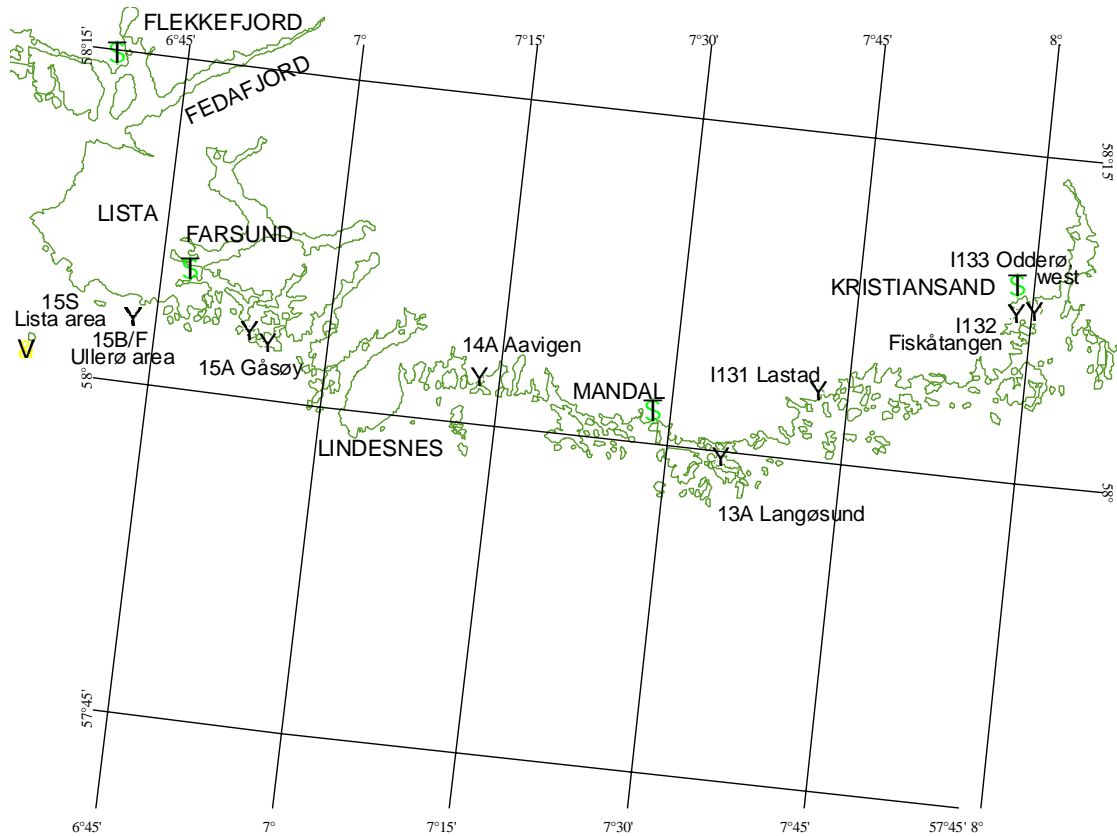 FLEKKEFJORD
58°15'
6°45'
7°
7°15'
7°30'
7°45'
8°
FEDAFJORD
58°15'
LISTA
FARSUND
I133 Odderø,
west
KRISTIANSAND
15S
Lista area
15B/F
Ullerø area
I132
Fiskåtangen
14A Aavigen
15A Gåsøy
I131 Lastad
MANDAL
58°
LINDESNES
58°
13A Langøsund
57°45'
6°45'
7°
7°15'
7°30'
7°45'
57°45'
8°